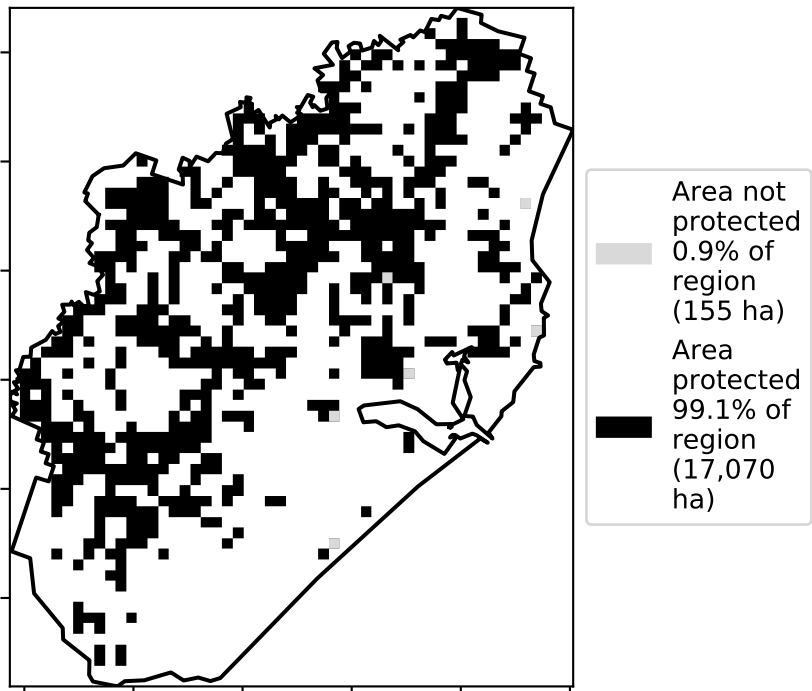 Area not
protected
0.9% of
region
(155 ha)
Area
protected
99.1% of
region
(17,070
ha)